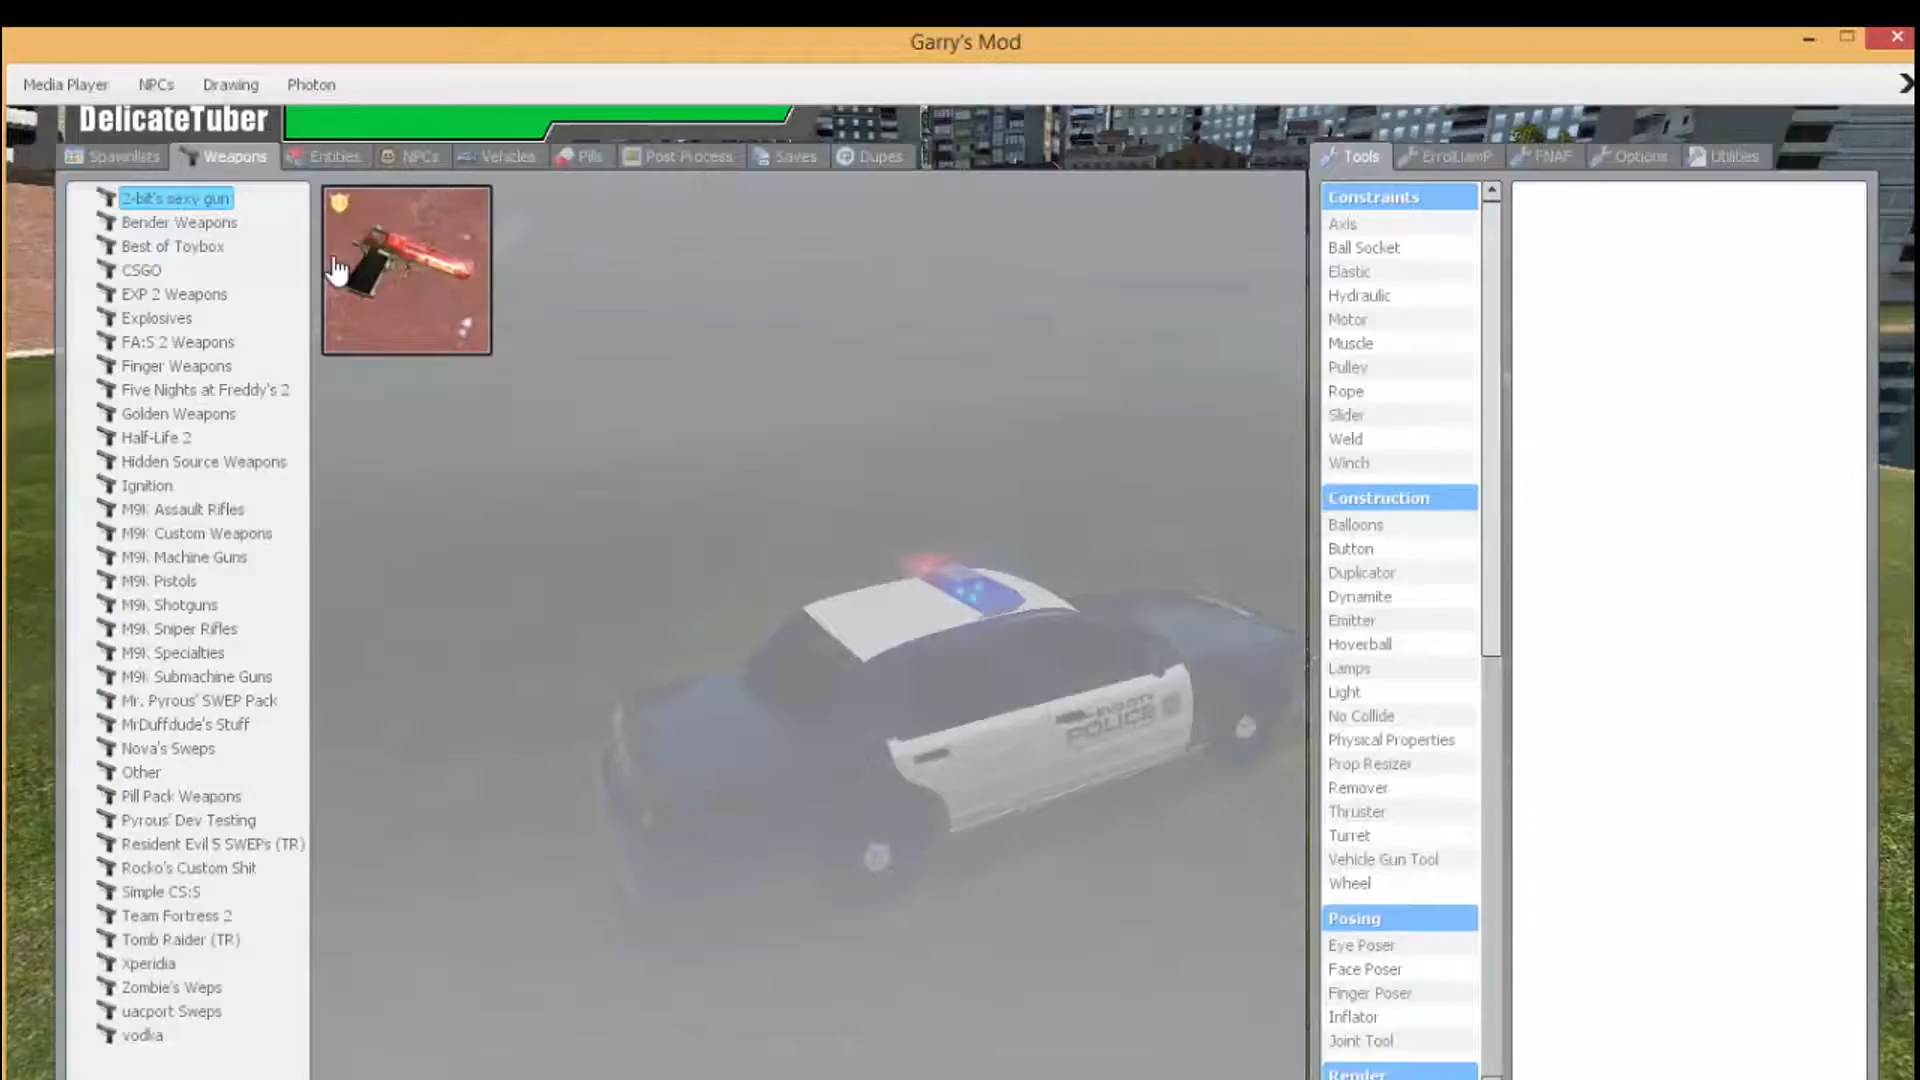 Garry's Mod
Media Player NPCs Drawing Photon
DelicateTuber
Spawnlists Weapons Entities NPCs Vehicles Pills Post Process Saves Dupes
Tools ErrolLiamP FNAF Options Utilities
2-bit's sexy gun
Bender Weapons
Best of Toybox
CSGO
EXP 2 Weapons
Explosives
FA:S 2 Weapons
Finger Weapons
Five Nights at Freddy's 2
Golden Weapons
Half-Life 2
Hidden Source Weapons
Ignition
M9K Assault Rifles
M9K Custom Weapons
M9K Machine Guns
M9K Pistols
M9K Shotguns
M9K Sniper Rifles
M9K Specialties
M9K Submachine Guns
Mr. Pyrous' SWEP Pack
MrDuffdude's Stuff
Nova's Sweps
Other
Pill Pack Weapons
Pyrous' Dev Testing
Resident Evil 5 SWEPs (TR)
Rocko's Custom Shit
Simple CS:S
Team Fortress 2
Tomb Raider (TR)
Xperidia
Zombie's Weps
uacport Sweps
vodka
POLICE
Constraints
Axis
Ball Socket
Elastic
Hydraulic
Motor
Muscle
Pulley
Rope
Slider
Weld
Winch
Construction
Balloons
Button
Duplicator
Dynamite
Emitter
Hoverball
Lamps
Light
No Collide
Physical Properties
Prop Resizer
Remover
Thruster
Turret
Vehicle Gun Tool
Wheel
Posing
Eye Poser
Face Poser
Finger Poser
Inflator
Joint Tool
Render